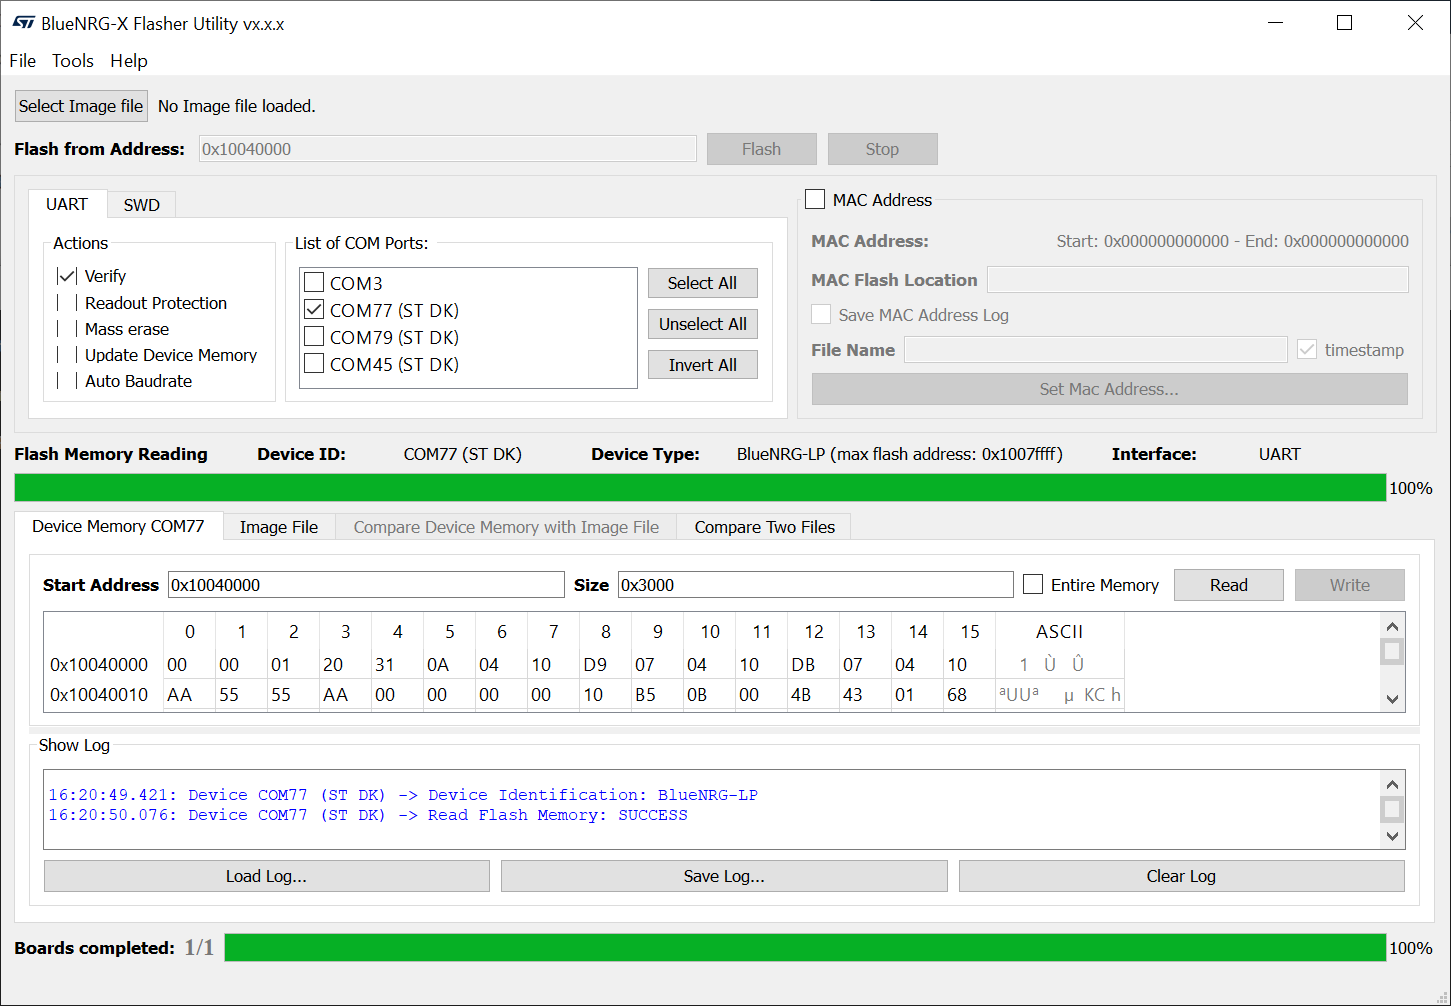 BlueNRG-X Flasher Utility vx.x.x
File Tools Help
Select Image file No Image file loaded.
Flash from Address: 0x10040000 Flash Stop
UART SWD
Actions
Verify
Readout Protection
Mass erase
Update Device Memory
Auto Baudrate
List of COM Ports:
COM3
COM77 (ST DK)
COM79 (ST DK)
COM45 (ST DK)
Select All
Unselect All
Invert All
MAC Address
MAC Address: Start: 0x000000000000 - End: 0x000000000000
MAC Flash Location
Save MAC Address Log
File Name timestamp
Set Mac Address...
Flash Memory Reading Device ID: COM77 (ST DK) Device Type: BlueNRG-LP (max flash address: 0x1007ffff) Interface: UART
100%
Device Memory COM77 Image File Compare Device Memory with Image File Compare Two Files
Start Address 0x10040000 Size 0x3000 Entire Memory Read Write
0 1 2 3 4 5 6 7 8 9 10 11 12 13 14 15 ASCII
0x10040000 00 00 01 20 31 0A 04 10 D9 07 04 10 DB 07 04 10 1 Ù Û
0x10040010 AA 55 55 AA 00 00 00 00 10 B5 0B 00 4B 43 01 68 ªUUª µ KC h
Show Log
16:20:49.421: Device COM77 (ST DK) -> Device Identification: BlueNRG-LP
16:20:50.076: Device COM77 (ST DK) -> Read Flash Memory: SUCCESS
Load Log... Save Log... Clear Log
Boards completed: 1/1 100%